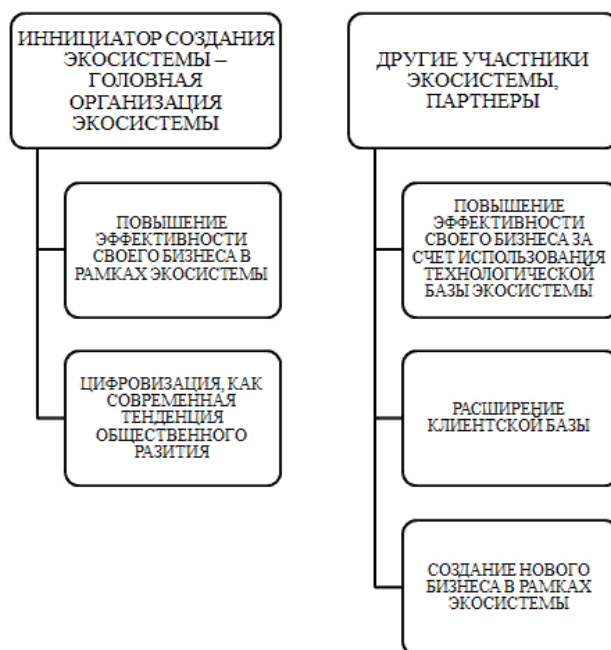 ИННИЦИАТОР СОЗДАНИЯ
ЭКОСИСТЕМЫ –
ГОЛОВНАЯ
ОРГАНИЗАЦИЯ
ЭКОСИСТЕМЫ
ПОВЫШЕНИЕ
ЭФФЕКТИВНОСТИ
СВОЕГО БИЗНЕСА В
РАМКАХ ЭКОСИСТЕМЫ
ЦИФРОВИЗАЦИЯ, КАК
СОВРЕМЕННАЯ
ТЕНДЕНЦИЯ
ОБЩЕСТВЕННОГО
РАЗИТИЯ
ДРУГИЕ УЧАСТНИКИ
ЭКОСИСТЕМЫ,
ПАРТНЕРЫ
ПОВЫШЕНИЕ
ЭФФЕКТИВНОСТИ
СВОЕГО БИЗНЕСА ЗА
СЧЕТ ИСПОЛЬЗОВАНИЯ
ТЕХНОЛОГИЧЕСКОЙ
БАЗЫ ЭКОСИСТЕМЫ
РАСШИРЕНИЕ
КЛИЕНТСКОЙ БАЗЫ
СОЗДАНИЕ НОВОГО
БИЗНЕСА В РАМКАХ
ЭКОСИСТЕМЫ